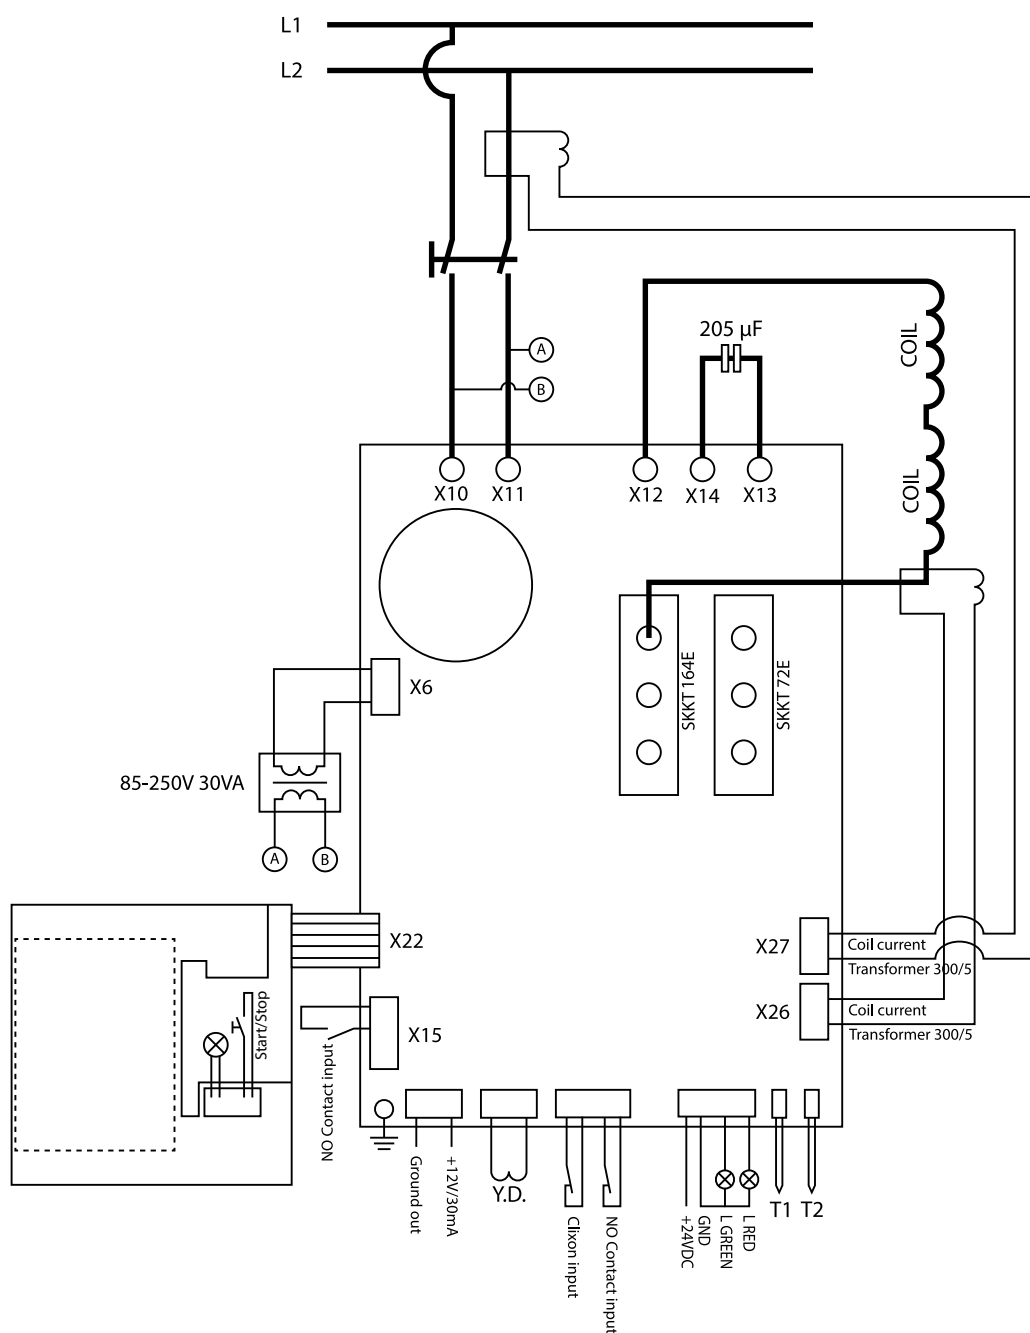 L1
L2
205 µF
COIL
COIL
A
B
X10
X11
X12
X14
X13
SKKT 164E
SKKT 72E
X6
85-250V 30VA
A
B
X22
X27
Coil current
Transformer 300/5
X26
Coil current
Transformer 300/5
X15
Start/Stop
NO Contact input
Ground out
+12V/30mA
Y.D.
Clixon input
NO Contact input
+24VDC
GND
L GREEN
L RED
T1
T2